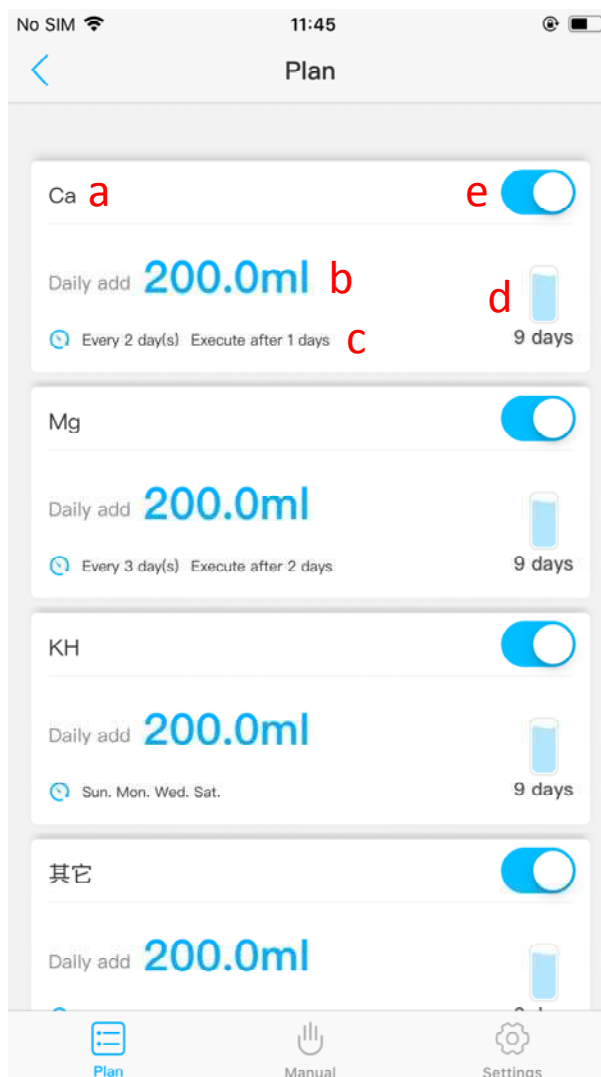 No SIM 11:45
Plan
Ca a e
Daily add 200.0ml b d
Every 2 day(s) Execute after 1 days c 9 days
Mg
Daily add 200.0ml
Every 3 day(s) Execute after 2 days 9 days
KH
Daily add 200.0ml
Sun. Mon. Wed. Sat. 9 days
其它
Daily add 200.0ml
Plan Manual Settings